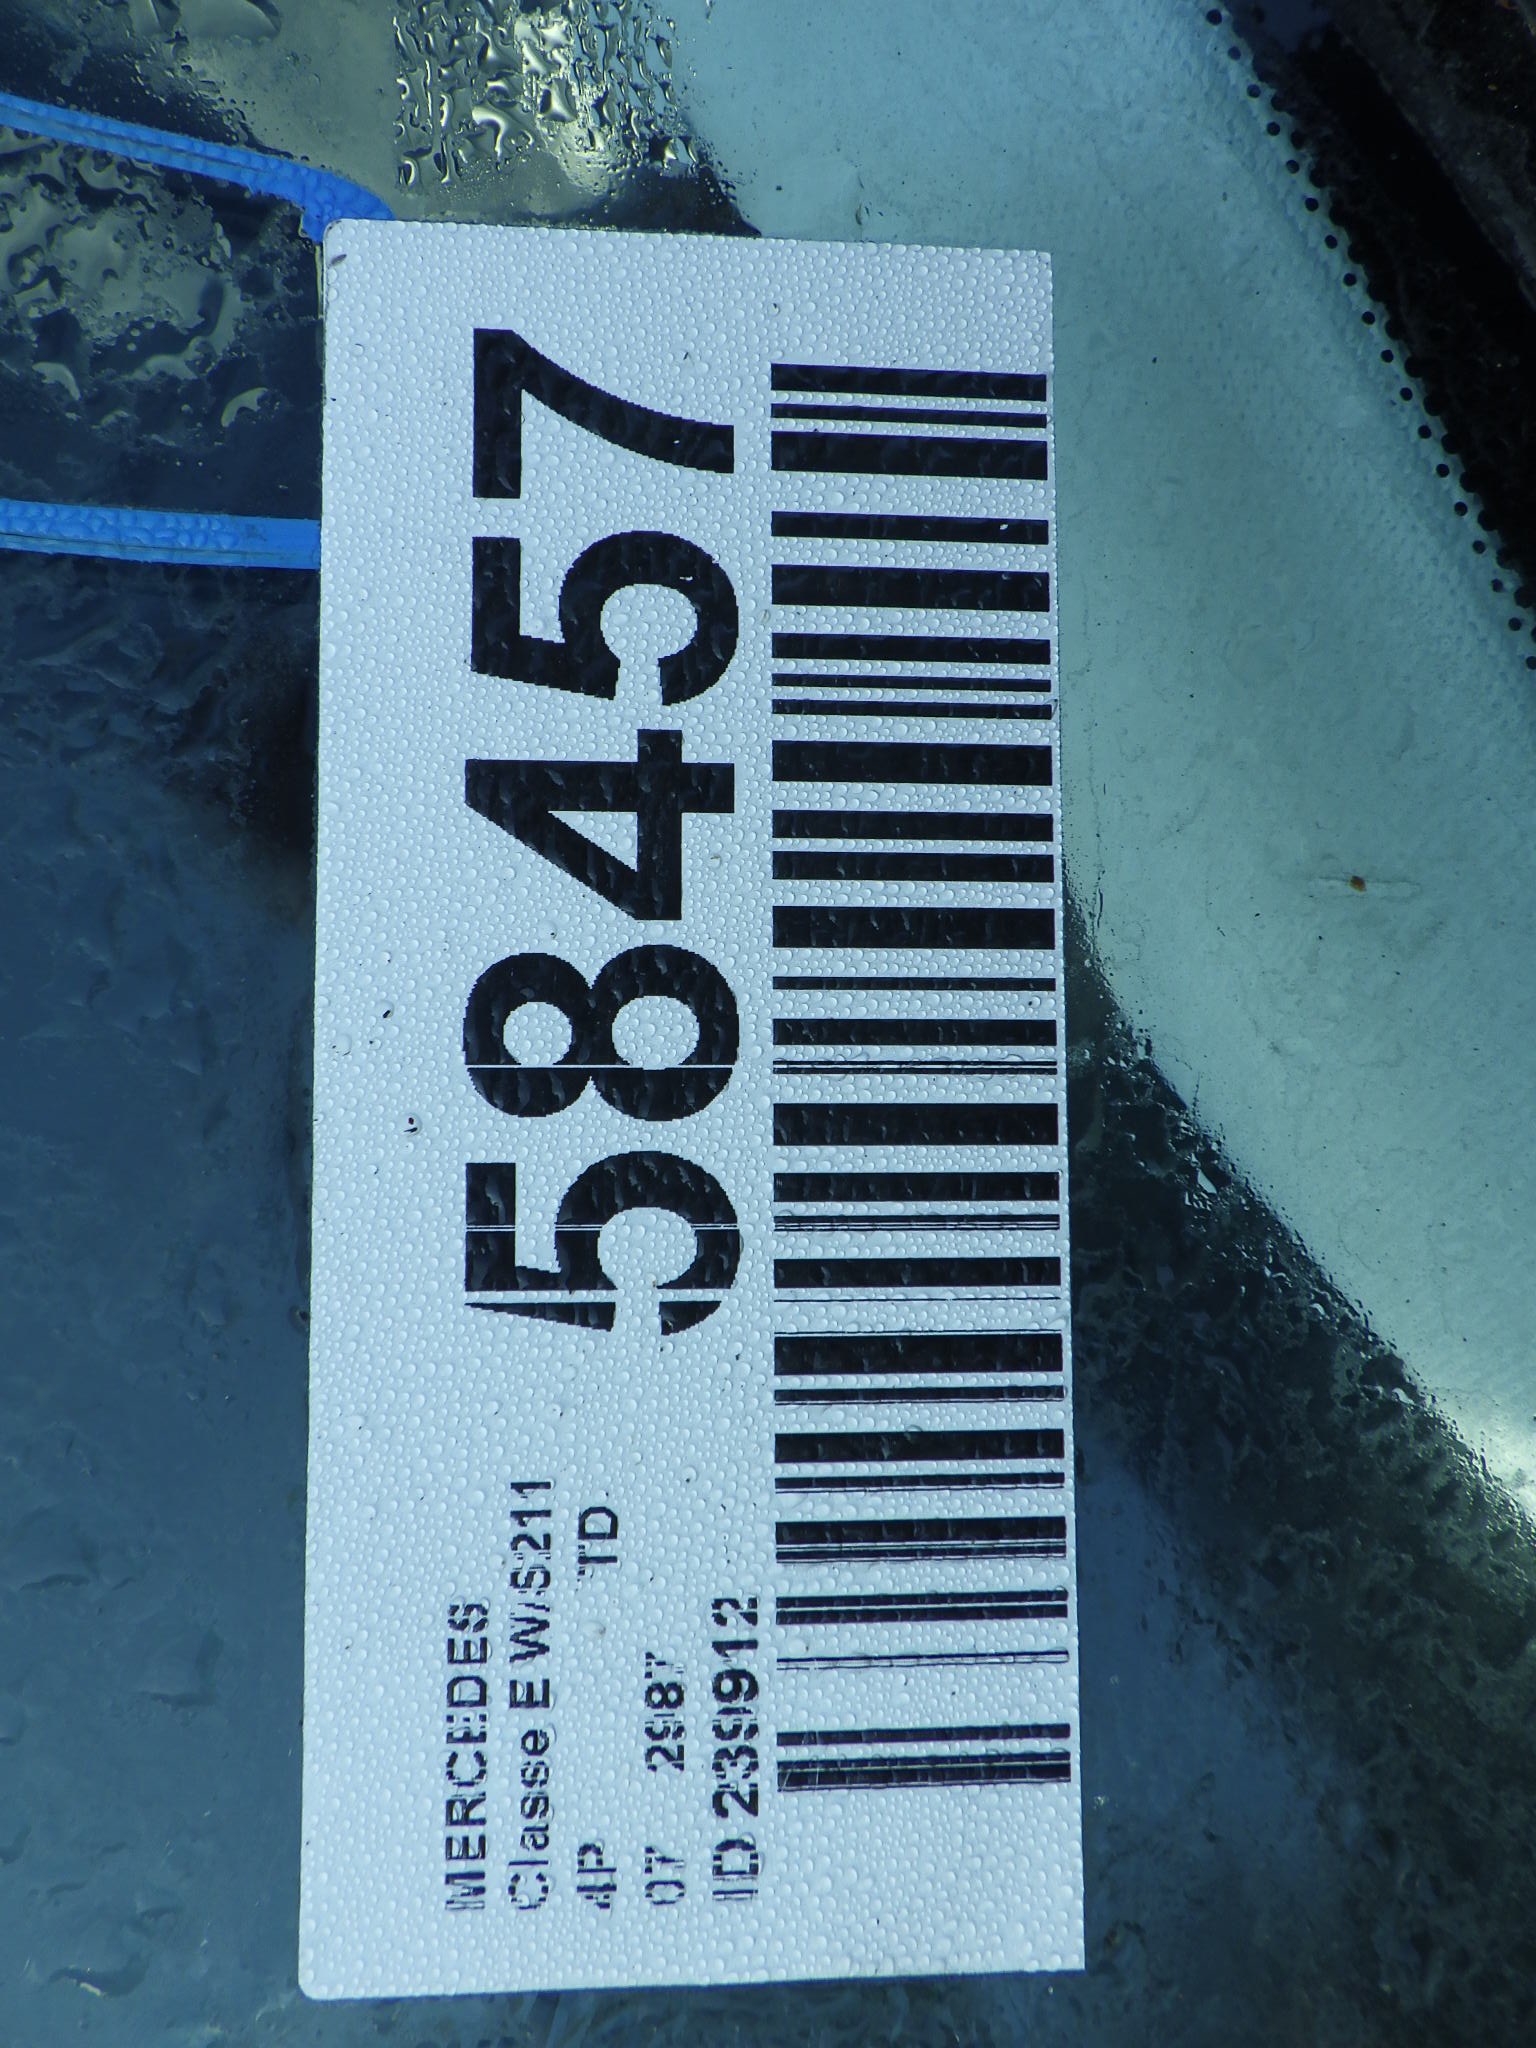 MERCEDES
Classe E W/S211
4P TD
07 2987
ID 239912
58457